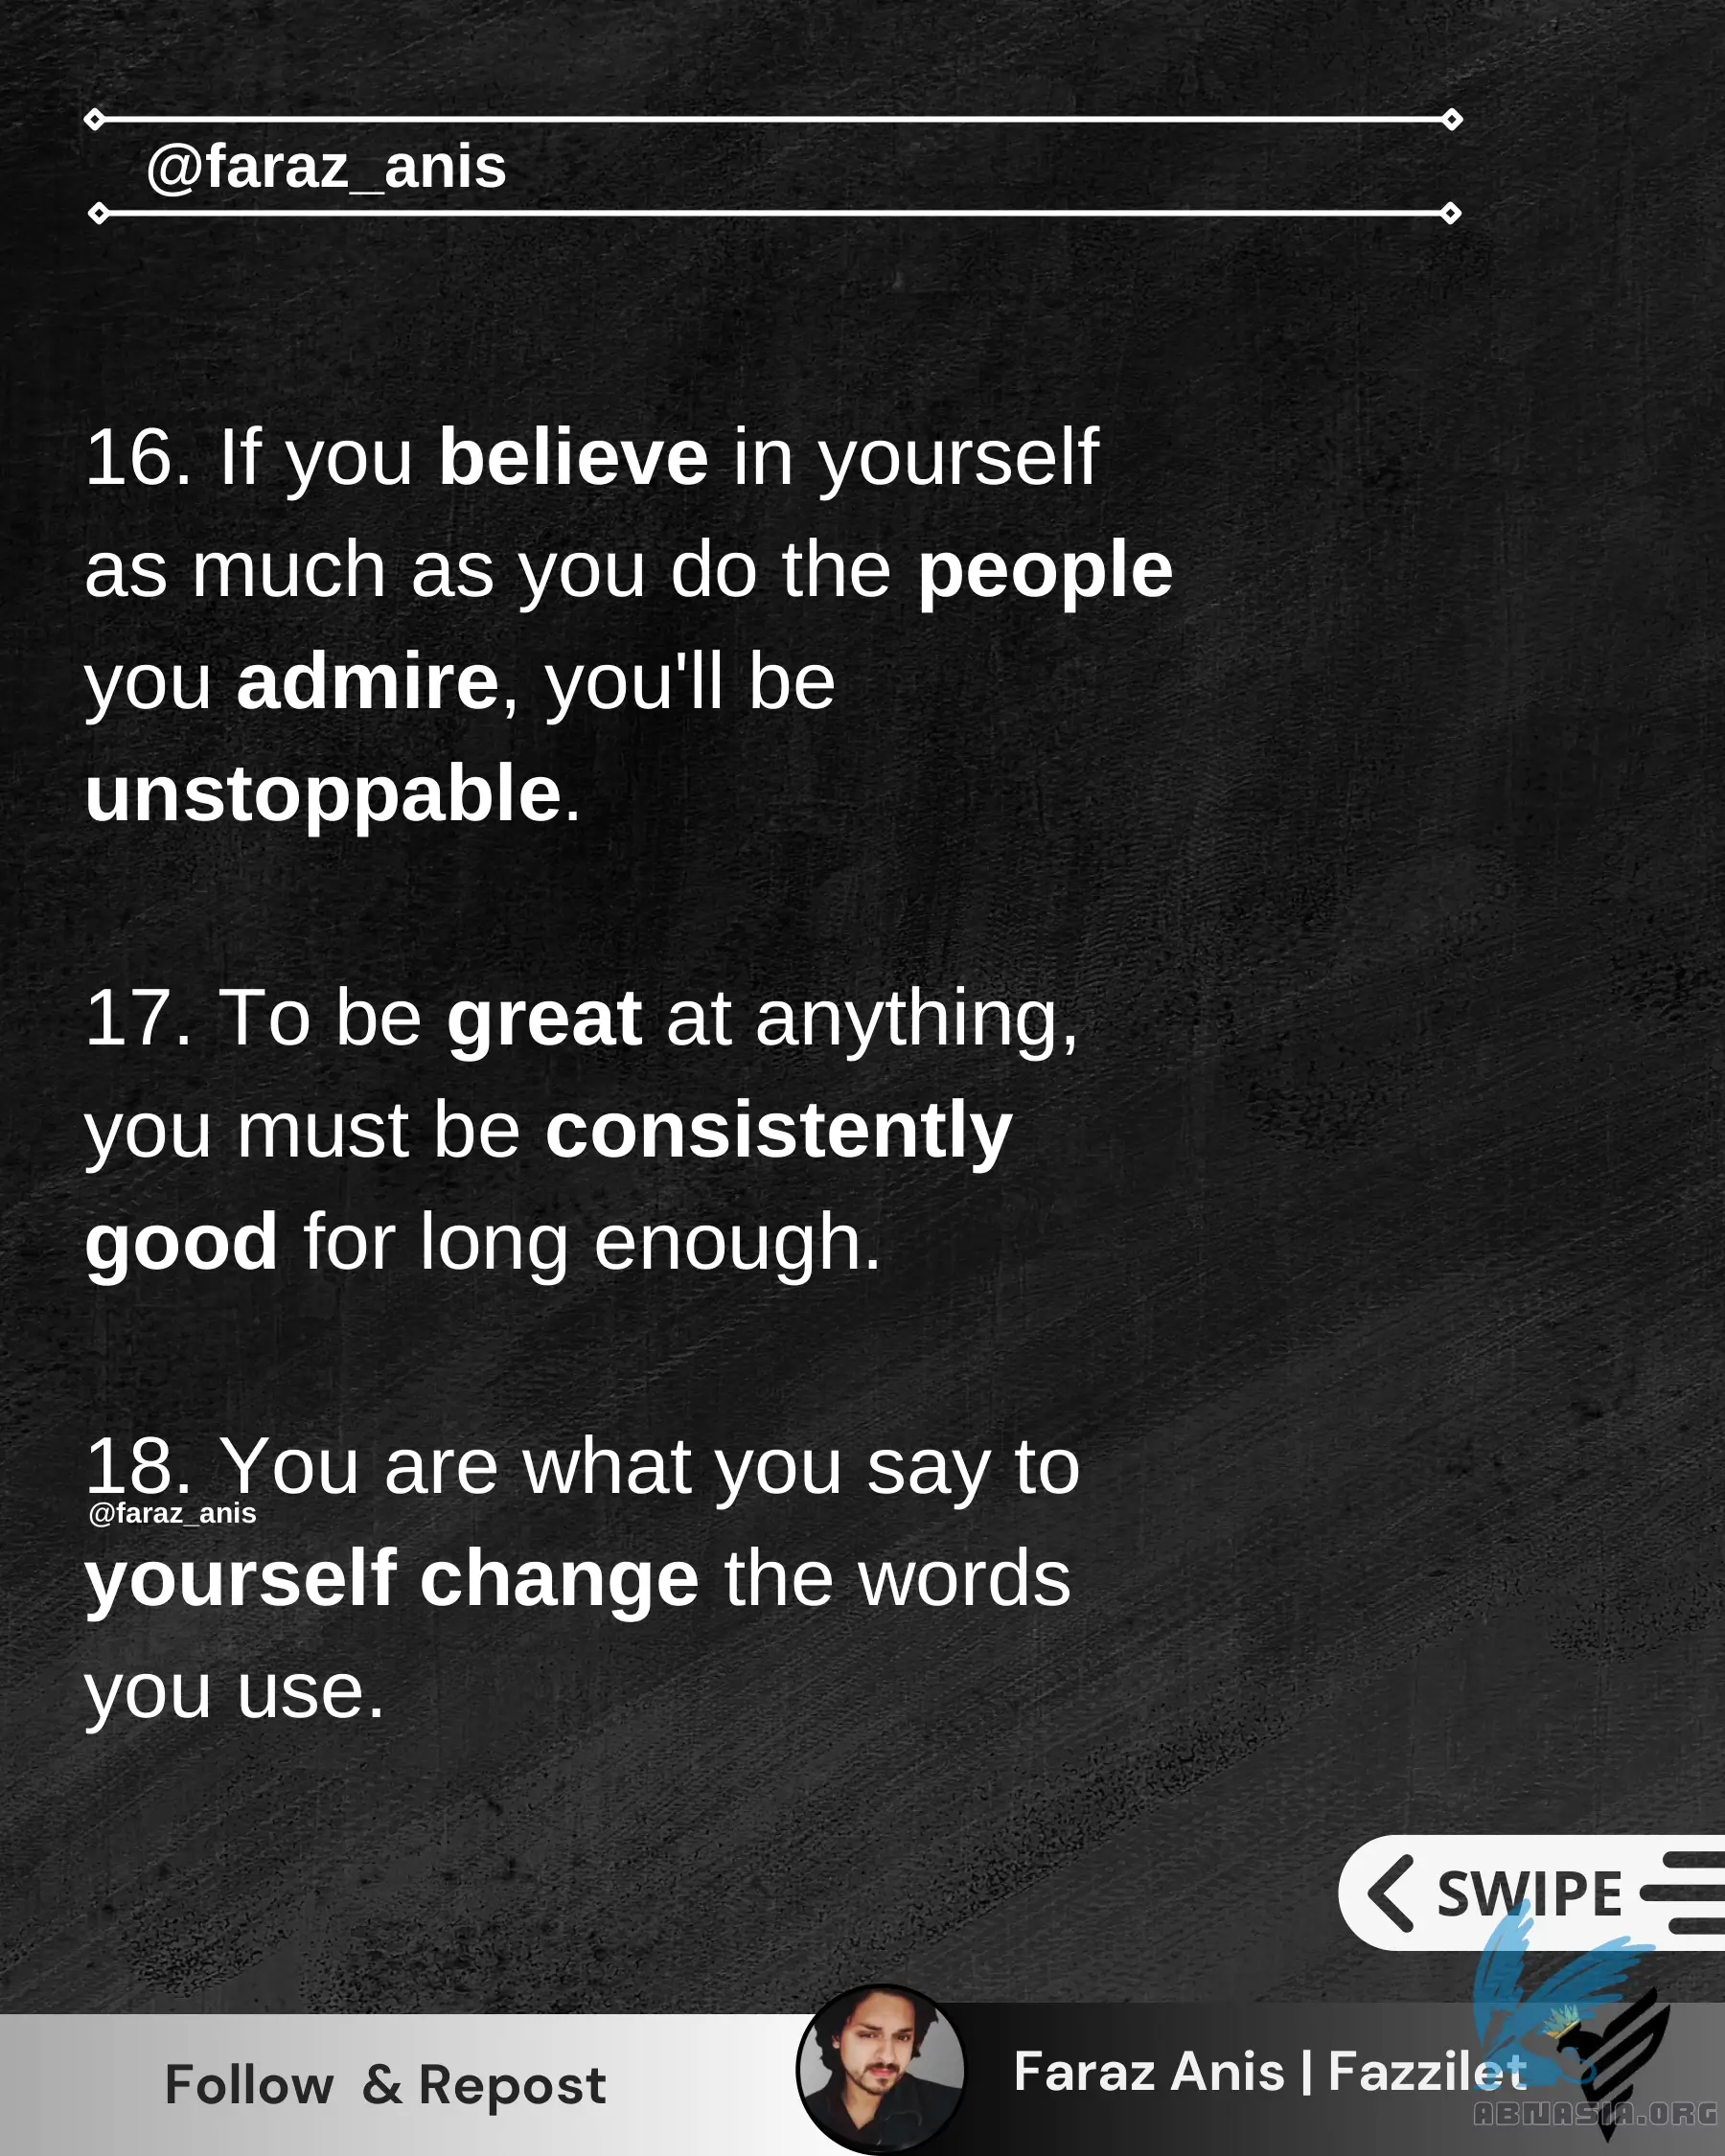 @faraz_anis
16. If you believe in yourself
as much as you do the people
you admire, you'll be
unstoppable.
17. To be great at anything,
you must be consistently
good for long enough.
18. You are what you say to
@faraz_anis
yourself change the words
you use.
SWIPE
Follow & Repost
Faraz Anis | Fazzilet
ABNASIA.ORG